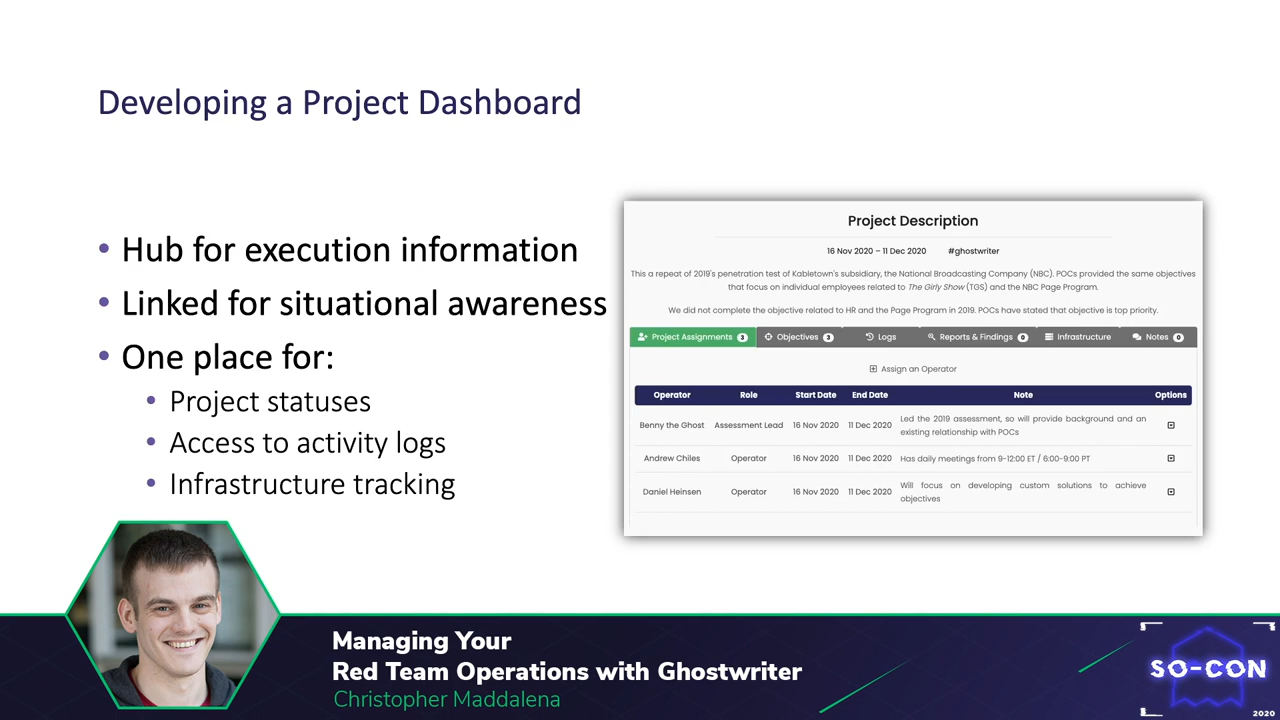 Developing a Project Dashboard
• Hub for execution information
• Linked for situational awareness
• One place for:
• Project statuses
• Access to activity logs
• Infrastructure tracking
Project Description
16 Nov 2020 – 11 Dec 2020 #ghostwriter
This a repeat of 2019's penetration test of Kabletown's subsidiary, the National Broadcasting Company (NBC). POCs provided the same objectives
that focus on individual employees related to The Girly Show (TGS) and the NBC Page Program.
We did not complete the objective related to HR and the Page Program in 2019. POCs have stated that objective is top priority.
Project Assignments 3 Objectives 3 Logs Reports & Findings 0 Infrastructure Notes 0
Assign an Operator
Operator Role Start Date End Date Note Options
Benny the Ghost Assessment Lead 16 Nov 2020 11 Dec 2020 Led the 2019 assessment, so will provide background and an
existing relationship with POCs
Andrew Chiles Operator 16 Nov 2020 11 Dec 2020 Has daily meetings from 9-12:00 ET / 6:00-9:00 PT
Daniel Heinsen Operator 16 Nov 2020 11 Dec 2020 Will focus on developing custom solutions to achieve
objectives
Managing Your
Red Team Operations with Ghostwriter
Christopher Maddalena
SO-CON
2020